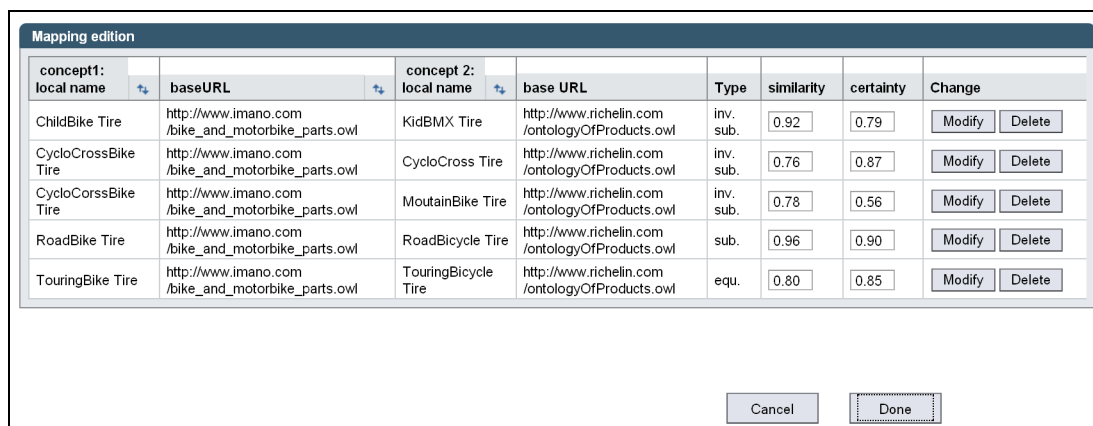 Mapping edition
concept1:
local name
baseURL
concept 2:
local name
base URL
Type
similarity
certainty
Change
ChildBike Tire
http://www.imano.com
/bike_and_motorbike_parts.owl
KidBMX Tire
http://www.richelin.com
/ontologyOfProducts.owl
inv.
sub.
0.92
0.79
Modify
Delete
CycloCrossBike
Tire
http://www.imano.com
/bike_and_motorbike_parts.owl
CycloCross Tire
http://www.richelin.com
/ontologyOfProducts.owl
inv.
sub.
0.76
0.87
Modify
Delete
CycloCorssBike
Tire
http://www.imano.com
/bike_and_motorbike_parts.owl
MoutainBike Tire
http://www.richelin.com
/ontologyOfProducts.owl
inv.
sub.
0.78
0.56
Modify
Delete
RoadBike Tire
http://www.imano.com
/bike_and_motorbike_parts.owl
RoadBicycle Tire
http://www.richelin.com
/ontologyOfProducts.owl
sub.
0.96
0.90
Modify
Delete
TouringBike Tire
http://www.imano.com
/bike_and_motorbike_parts.owl
TouringBicycle
Tire
http://www.richelin.com
/ontologyOfProducts.owl
equ.
0.80
0.85
Modify
Delete
Cancel
Done